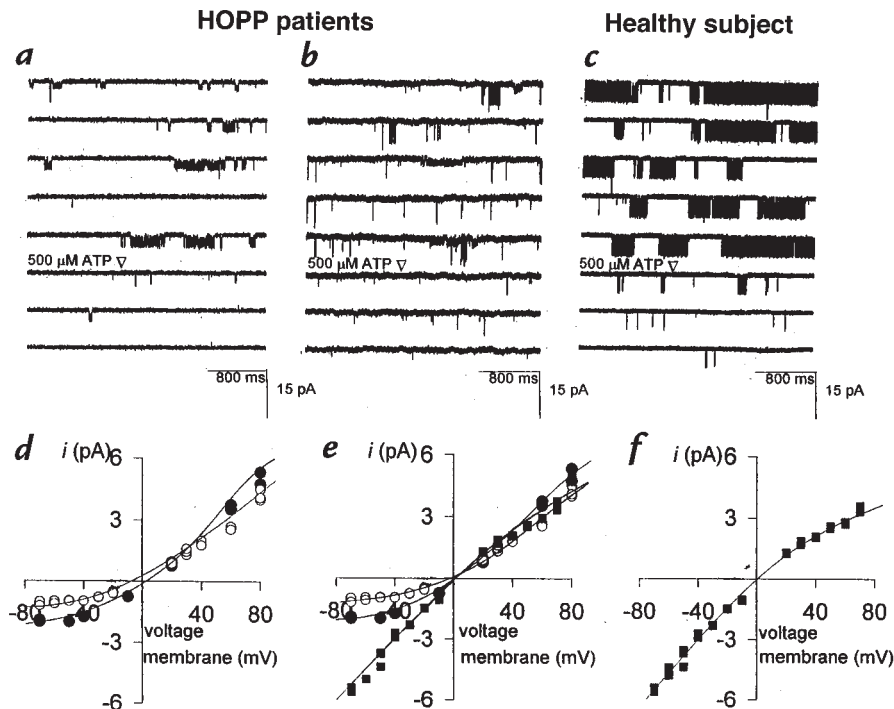 HOPP patients
Healthy subject
a
b
c
500 µM ATP ▽
500 µM ATP ▽
500 µM ATP ▽
800 ms
15 pA
800 ms
15 pA
800 ms
15 pA
d
i (pA)
6
3
-80
-40
40
80
-3
-6
voltage
membrane (mV)
e
i (pA)
6
3
-80
-40
40
80
-3
-6
voltage
membrane (mV)
f
i (pA)
6
3
-80
-40
40
80
-3
-6
voltage
membrane (mV)